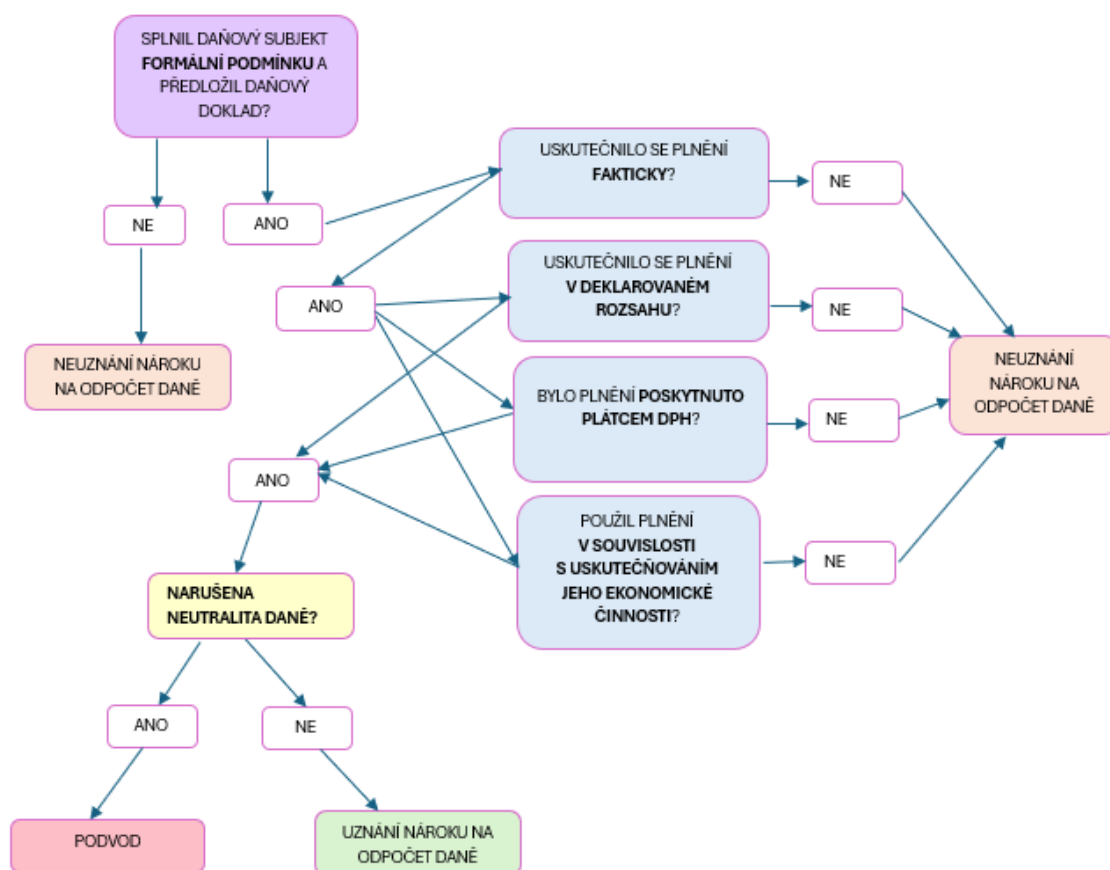 SPLNIL DAŇOVÝ SUBJEKT
FORMÁLNÍ PODMÍNKU A
PŘEDLOŽIL DAŇOVÝ
DOKLAD?
NE
ANO
NEUZNÁNÍ NÁROKU
NA ODPOČET DANĚ
USKUTEČNILO SE PLNĚNÍ
FAKTICKY?
NE
ANO
USKUTEČNILO SE PLNĚNÍ
V DEKLAROVANÉM
ROZSAHU?
NE
BYLO PLNĚNÍ POSKYTNUTO
PLÁTCEM DPH?
NE
POUŽIL PLNĚNÍ
V SOUVISLOSTI
S USKUTEČŇOVÁNÍM
JEHO EKONOMICKÉ
ČINNOSTI?
NE
NEUZNÁNÍ
NÁROKU NA
ODPOČET DANĚ
ANO
NARUŠENA
NEUTRALITA DANĚ?
ANO
NE
PODVOD
UZNÁNÍ NÁROKU NA
ODPOČET DANĚ